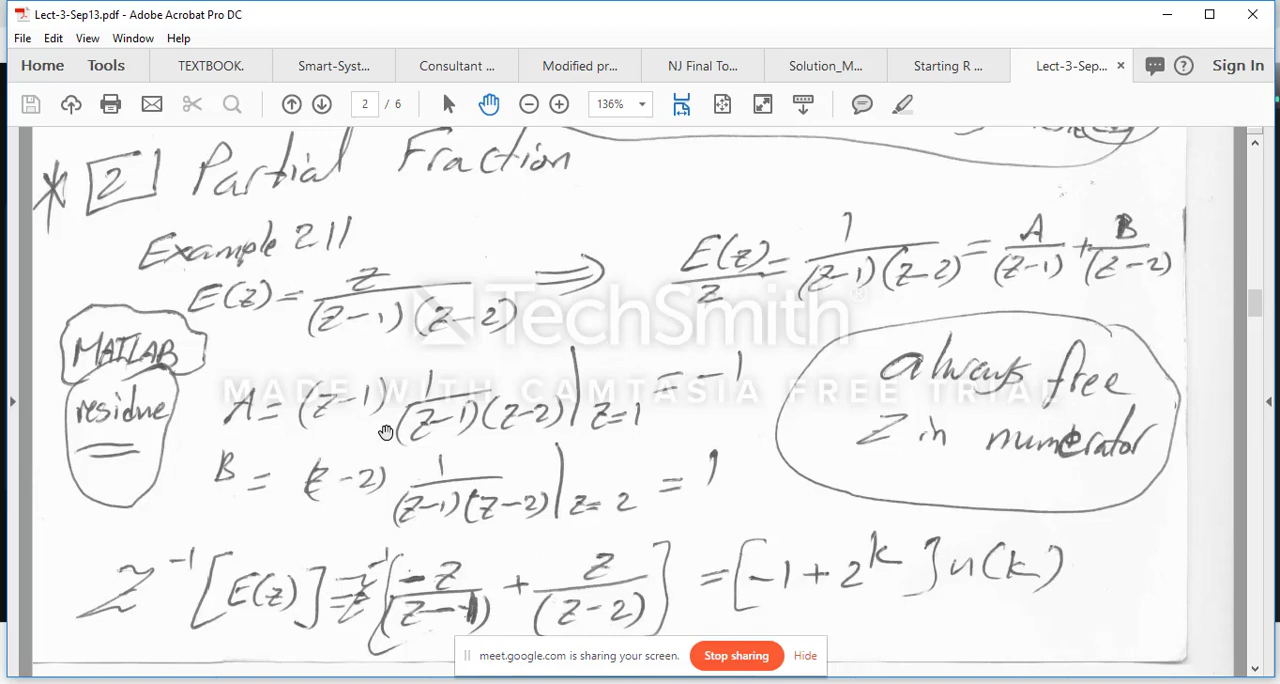 Lect-3-Sep13.pdf - Adobe Acrobat Pro DC
File Edit View Window Help
Home Tools TEXTBOOK. Smart-Syst... Consultant ... Modified pr... NJ Final To... Solution_M... Starting R ... Lect-3-Sep... × Sign In
2 / 6 136%
* [2] Partial Fraction
Example 2 11
E(z) = z / (z-1)(z-2) ⟹ E(z)/z = 1 / (z-1)(z-2) = A/(z-1) + B/(z-2)
TechSmith
MADE WITH CAMTASIA FREE TRIAL
MATLAB
residue
always free
z in numerator
A = (z-1) 1 / (z-1)(z-2) | z=1 = -1
B = (z-2) 1 / (z-1)(z-2) | z=2 = 1
Z⁻¹[E(z)] = Z⁻¹[-z/(z-1) + z/(z-2)] = [-1 + 2^k] u(k)
meet.google.com is sharing your screen. Stop sharing Hide